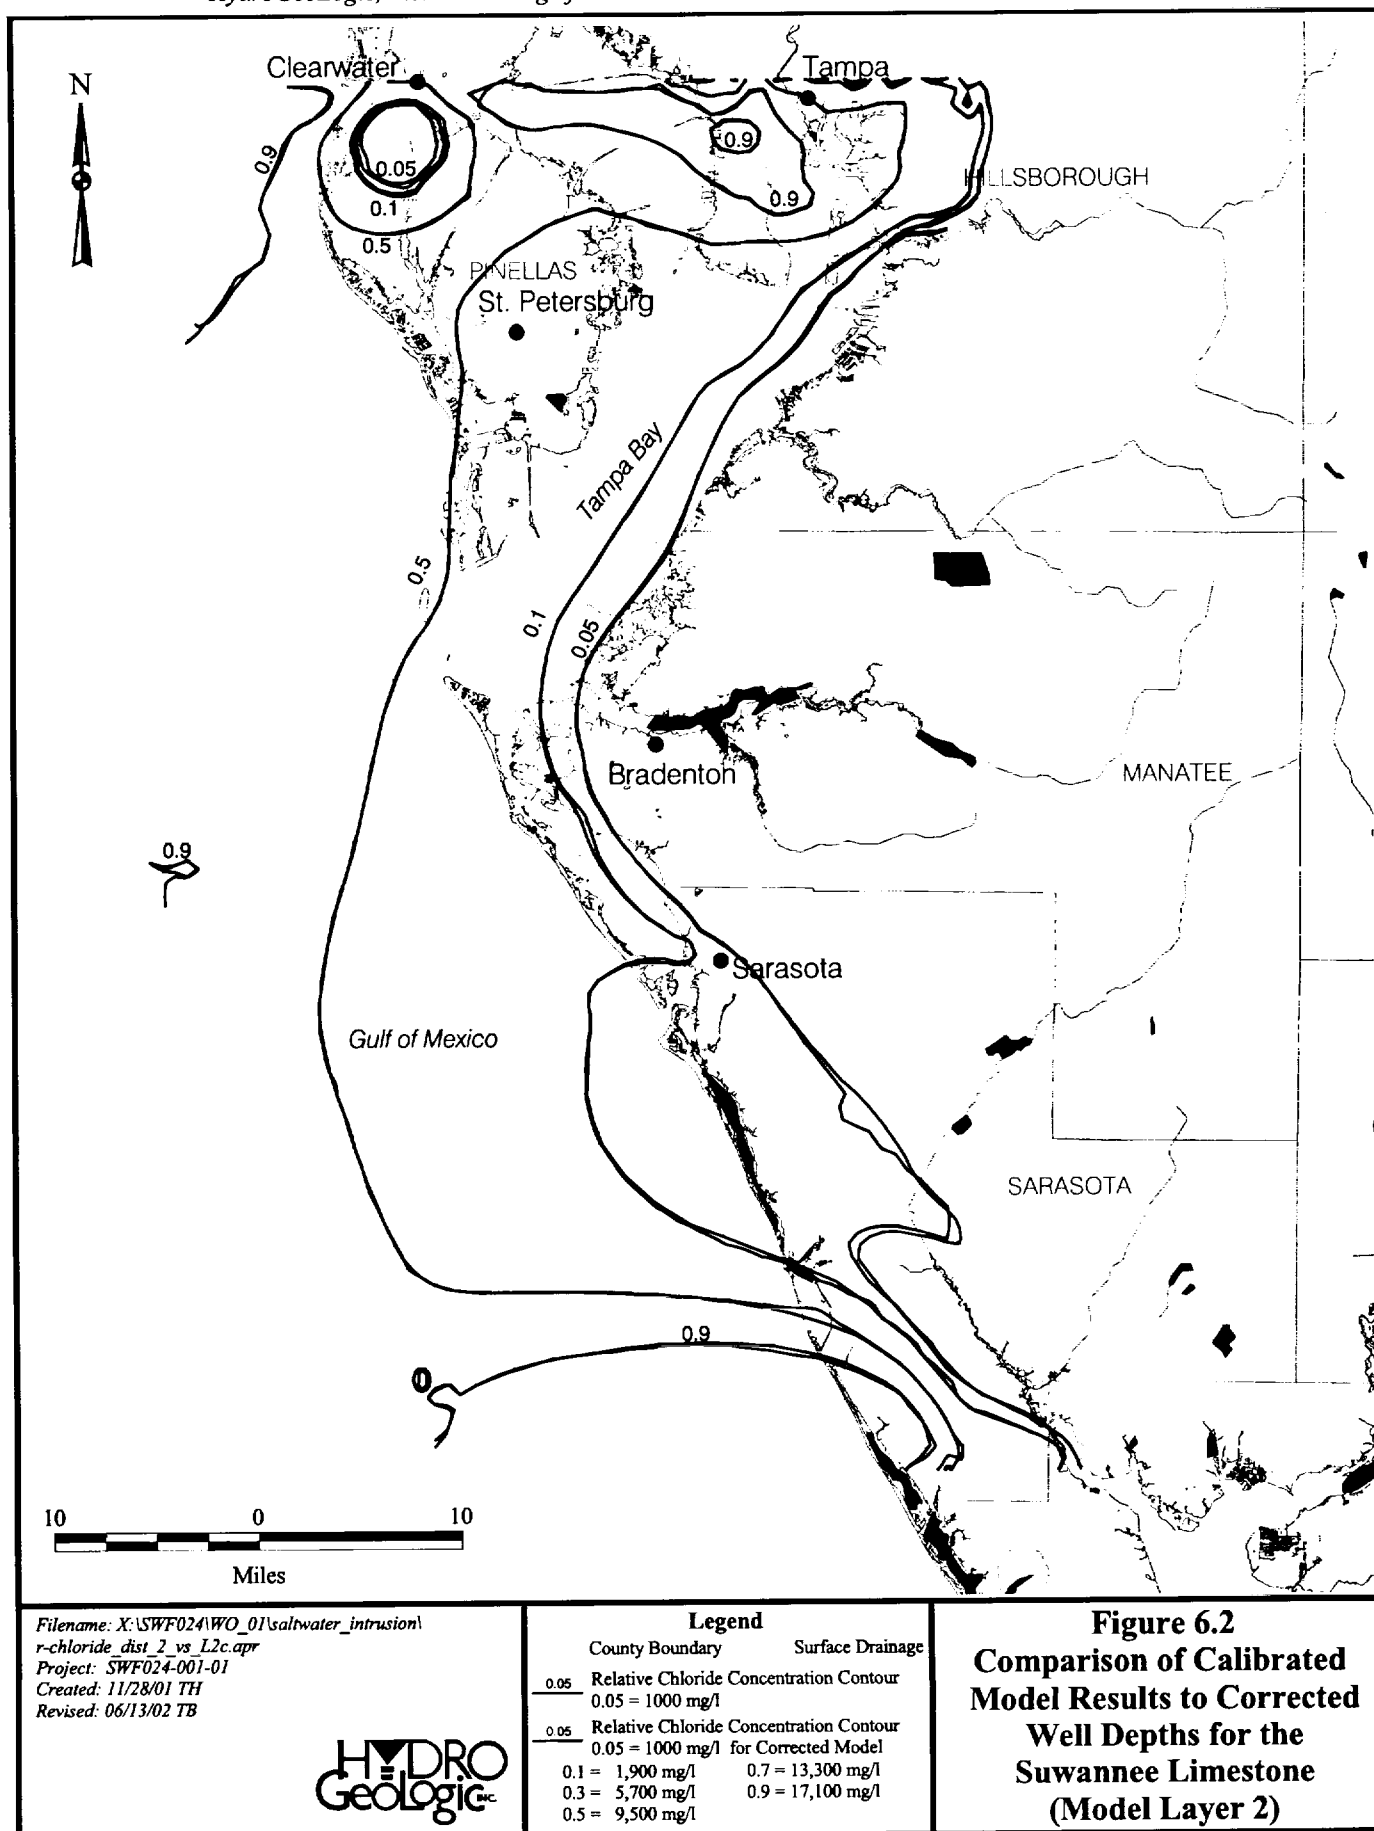 Clearwater
Tampa
N
0.9
0.05
0.1
0.5
0.9
0.9
HILLSBOROUGH
PINELLAS
St. Petersburg
Tampa Bay
0.5
0.1
0.05
Bradenton
MANATEE
0.9
Sarasota
Gulf of Mexico
SARASOTA
0.9
10 0 10
Miles
Filename: X:\SWF024\WO_01\saltwater_intrusion\
r-chloride_dist_2_vs_L2c.apr
Project: SWF024-001-01
Created: 11/28/01 TH
Revised: 06/13/02 TB
HYDRO
GeoLogic INC.
Legend
County Boundary Surface Drainage
0.05 Relative Chloride Concentration Contour
0.05 = 1000 mg/l
0.05 Relative Chloride Concentration Contour
0.05 = 1000 mg/l for Corrected Model
0.1 = 1,900 mg/l 0.7 = 13,300 mg/l
0.3 = 5,700 mg/l 0.9 = 17,100 mg/l
0.5 = 9,500 mg/l
Figure 6.2
Comparison of Calibrated
Model Results to Corrected
Well Depths for the
Suwannee Limestone
(Model Layer 2)